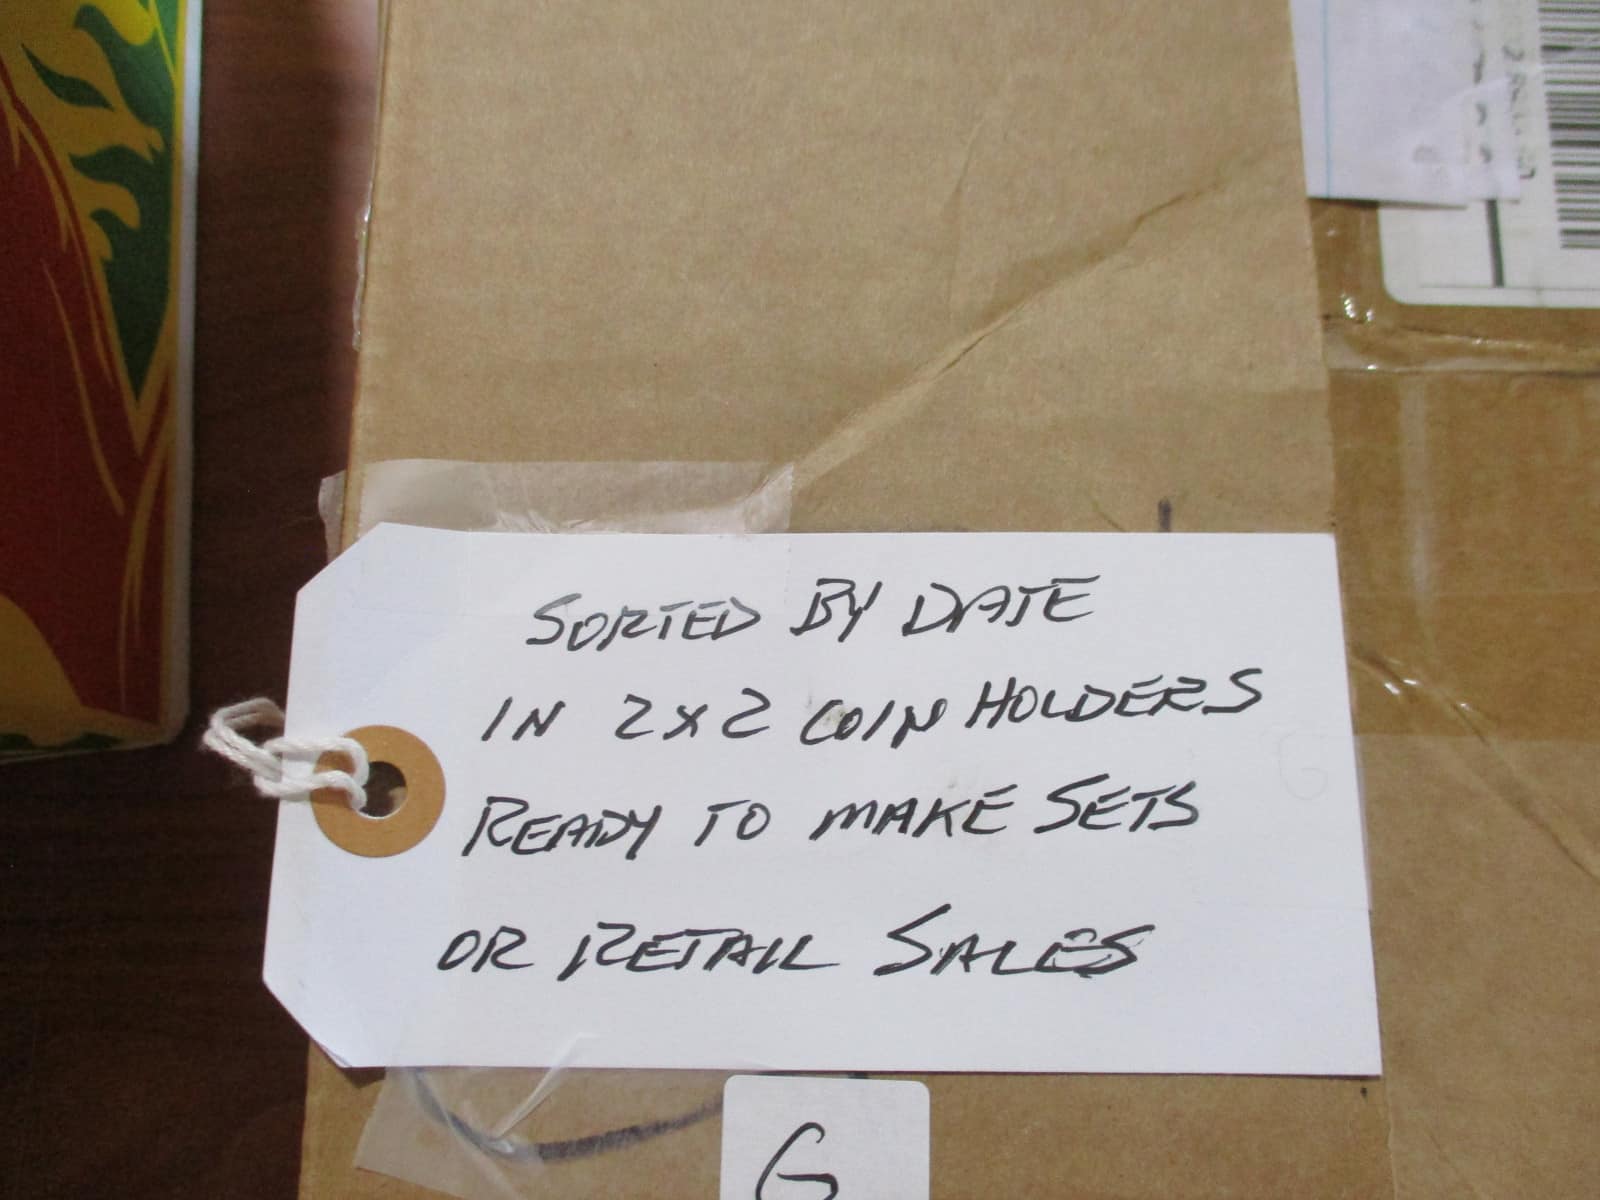 SORTED BY DATE
IN 2X2 COIN HOLDERS
READY TO MAKE SETS
OR RETAIL SALES
G